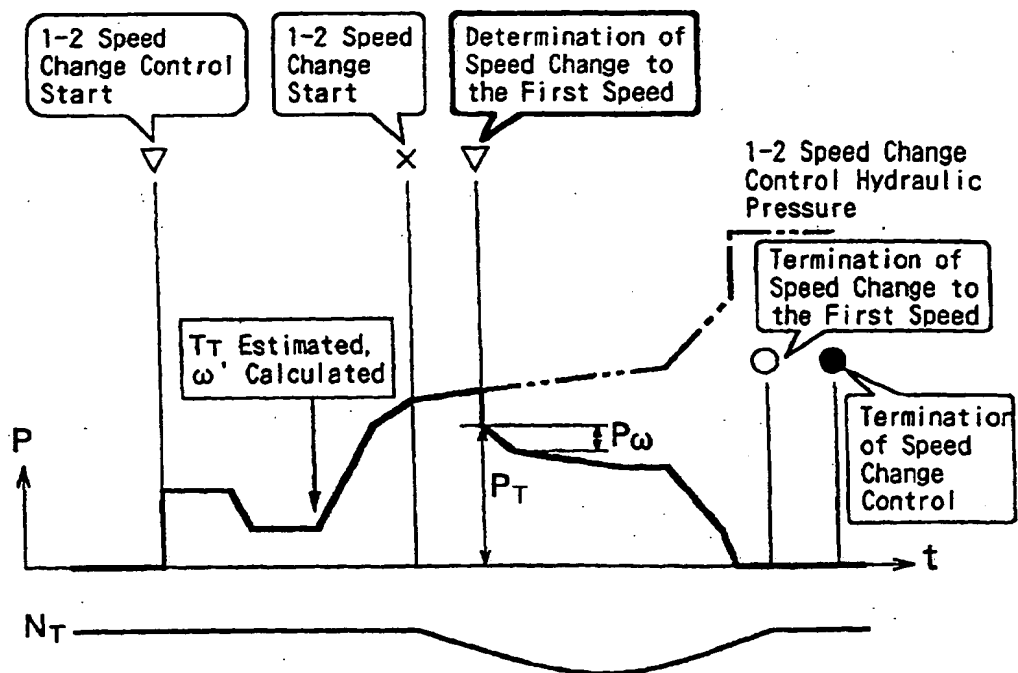 1-2 Speed
Change Control
Start
1-2 Speed
Change
Start
Determination of
Speed Change to
the First Speed
1-2 Speed Change
Control Hydraulic
Pressure
Termination of
Speed Change to
the First Speed
TT Estimated,
ω' Calculated
Termination
of Speed
Change
Control
P
Pω
PT
t
NT